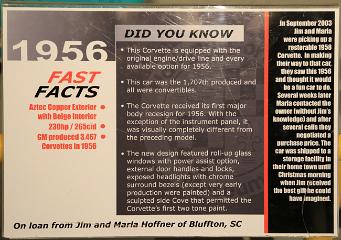 1956
FAST
FACTS
Aztec Copper Exterior
with Beige Interior
230hp / 265cid
GM produced 3,467
Corvettes in 1956
DID YOU KNOW
• This Corvette is equipped with the
original engine/drive line and every
available option for 1956.
• This car was the 1,707th produced and
all were convertibles.
• The Corvette received its first major
body redesign for 1956. With the
exception of the instrument panel, it
was visually completely different from
the preceding model.
• The new design featured roll-up glass
windows with power assist option,
external door handles and locks,
exposed headlights with chrome
surround bezels (except very early
production were painted) and a
sculpted side Cove that permitted the
Corvette's first two tone paint.
In September 2003
Jim and Marla
were picking up a
restorable 1958
Corvette. In making
their way to that car,
they saw this 1956
and thought it would
be a fun car to do.
Several weeks later
Marla contacted the
owner (without Jim's
knowledge) and after
several calls they
negotiated a
purchase price. The
car was shipped to a
storage facility in
their home town until
Christmas morning
when Jim received
the best gift he could
have imagined.
On loan from Jim and Marla Hoffner of Bluffton, SC